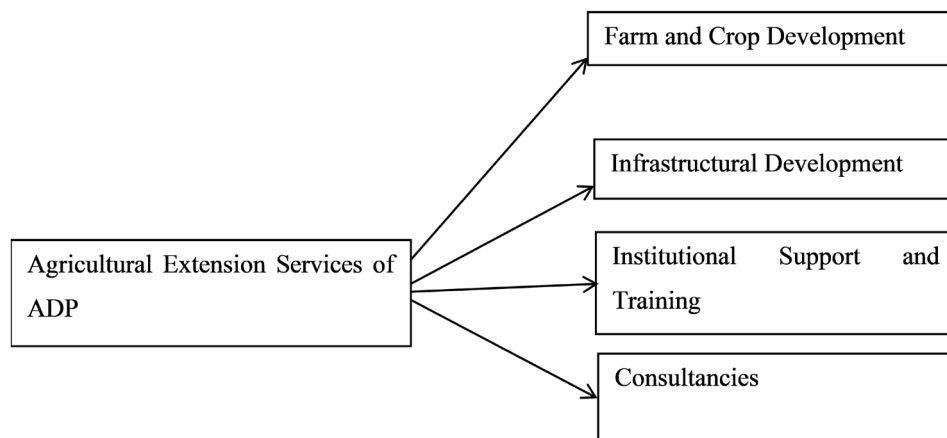 Farm and Crop Development
Infrastructural Development
Agricultural Extension Services of
ADP
Institutional Support and
Training
Consultancies